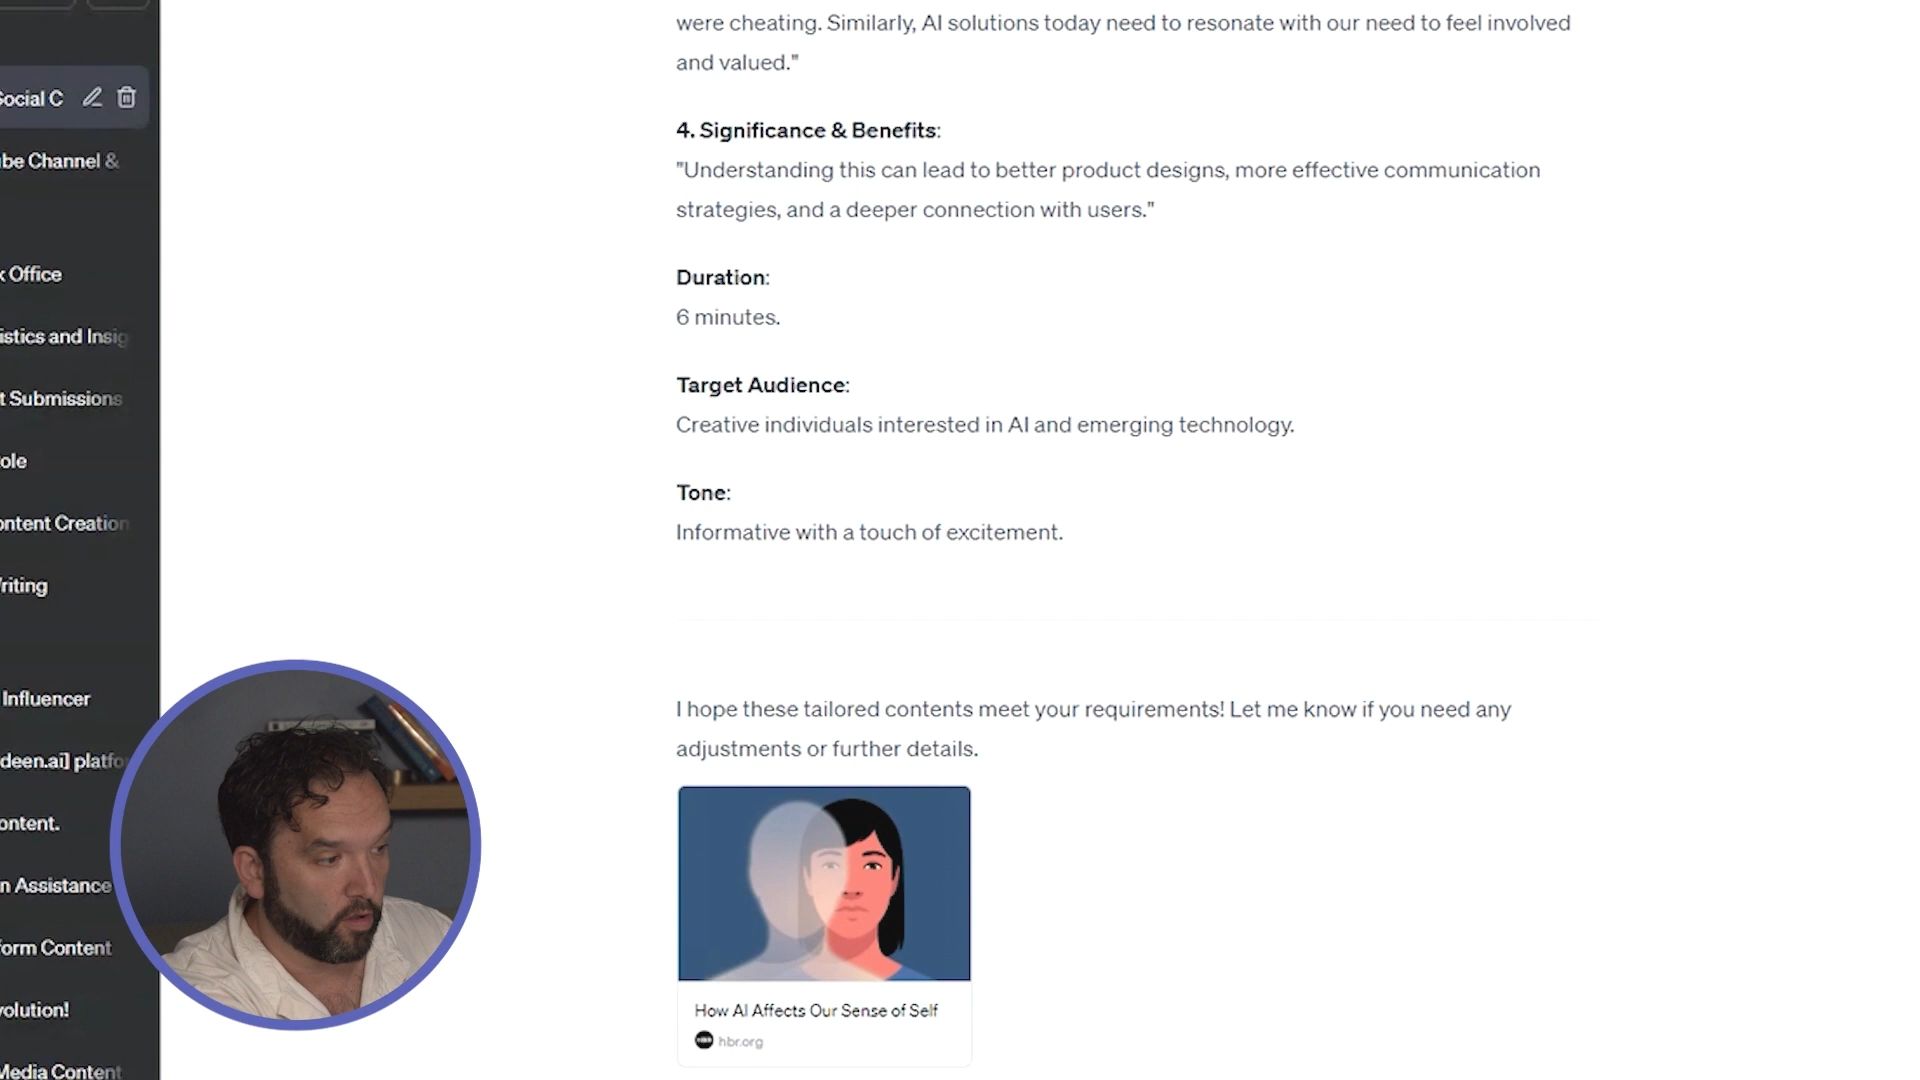 were cheating. Similarly, AI solutions today need to resonate with our need to feel involved
and valued."
4. Significance & Benefits:
"Understanding this can lead to better product designs, more effective communication
strategies, and a deeper connection with users."
Duration:
6 minutes.
Target Audience:
Creative individuals interested in AI and emerging technology.
Tone:
Informative with a touch of excitement.
I hope these tailored contents meet your requirements! Let me know if you need any
adjustments or further details.
How AI Affects Our Sense of Self
hbr.org
Social C
be Channel &
Office
istics and Insig
t Submissions
ole
ontent Creation
riting
Influencer
deen.ai] platfo
ontent.
n Assistance
form Content
volution!
Media Content